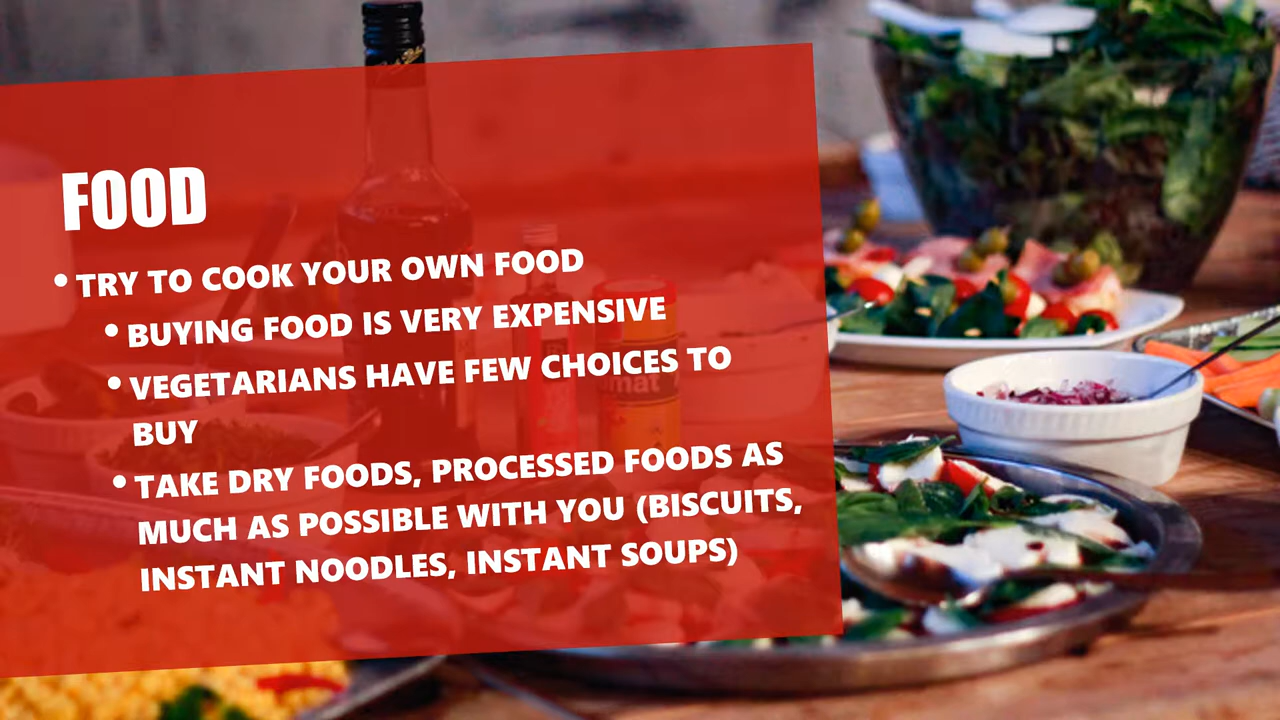 FOOD
• TRY TO COOK YOUR OWN FOOD
• BUYING FOOD IS VERY EXPENSIVE
• VEGETARIANS HAVE FEW CHOICES TO
BUY
• TAKE DRY FOODS, PROCESSED FOODS AS
MUCH AS POSSIBLE WITH YOU (BISCUITS,
INSTANT NOODLES, INSTANT SOUPS)